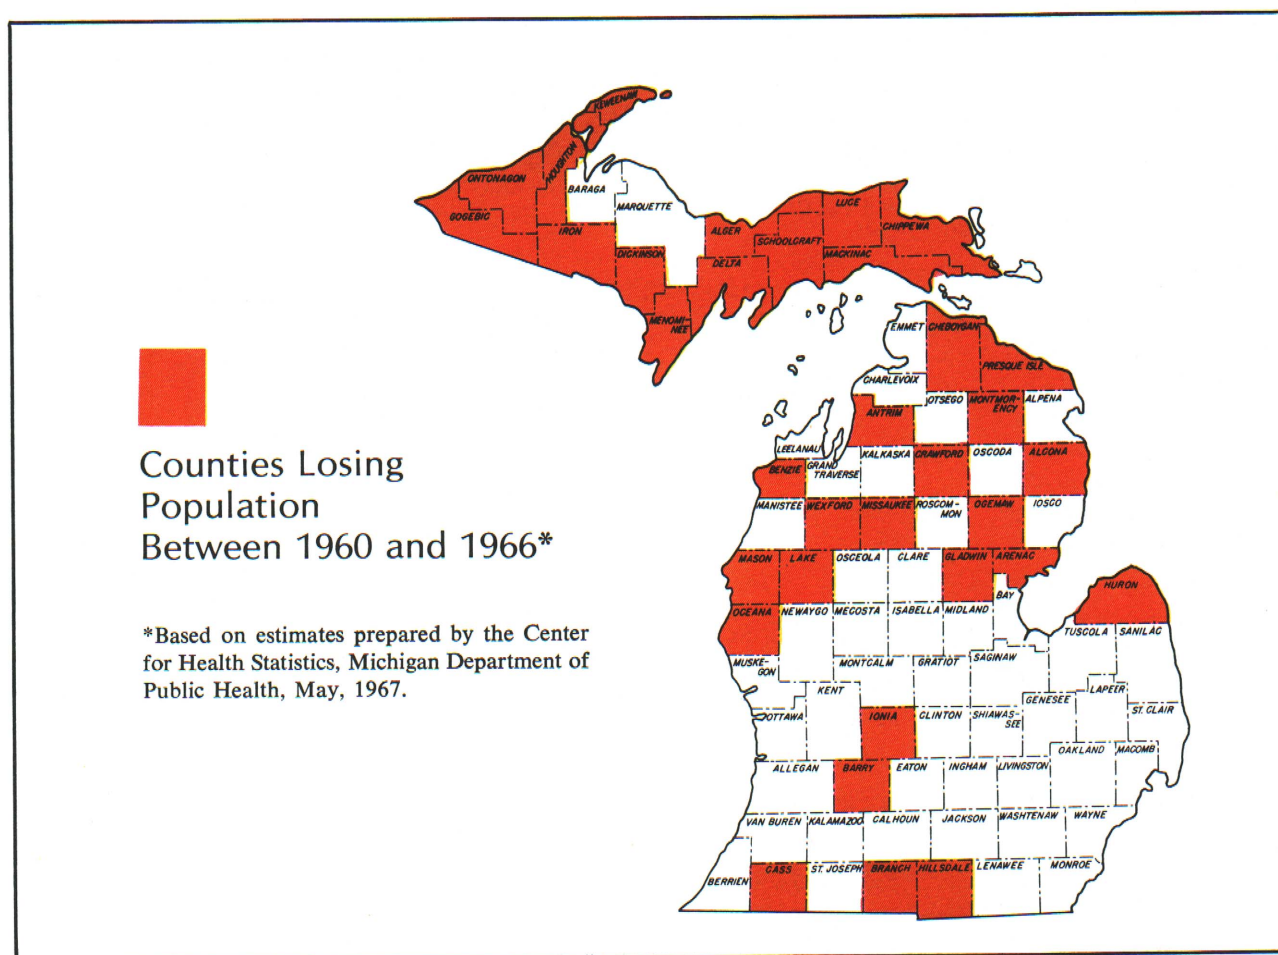 KEWEENAW
HOUGHTON
ONTONAGON
BARAGA
GOGEBIC
MARQUETTE
IRON
DICKINSON
ALGER
LUCE
SCHOOLCRAFT
CHIPPEWA
MACKINAC
DELTA
MENOMI-
NEE
EMMET
CHEBOYGAN
PRESQUE ISLE
CHARLEVOIX
OTSEGO
MONTMOR-
ENCY
ALPENA
ANTRIM
LEELANAU
KALKASKA
CRAWFORD
OSCODA
ALCONA
BENZIE
GRAND
TRAVERSE
MANISTEE
WEXFORD
MISSAUKEE
ROSCOM-
MON
OGEMAW
IOSCO
MASON
LAKE
OSCEOLA
CLARE
GLADWIN
ARENAC
HURON
BAY
OCEANA
NEWAYGO
MECOSTA
ISABELLA
MIDLAND
TUSCOLA
SANILAC
MUSKE-
GON
MONTCALM
GRATIOT
SAGINAW
KENT
GENESEE
LAPEER
OTTAWA
IONIA
CLINTON
SHIAWAS-
SEE
ST. CLAIR
OAKLAND
MACOMB
ALLEGAN
BARRY
EATON
INGHAM
LIVINGSTON
VAN BUREN
KALAMAZOO
CALHOUN
JACKSON
WASHTENAW
WAYNE
BERRIEN
CASS
ST. JOSEPH
BRANCH
HILLSDALE
LENAWEE
MONROE
Counties Losing
Population
Between 1960 and 1966*
*Based on estimates prepared by the Center
for Health Statistics, Michigan Department of
Public Health, May, 1967.